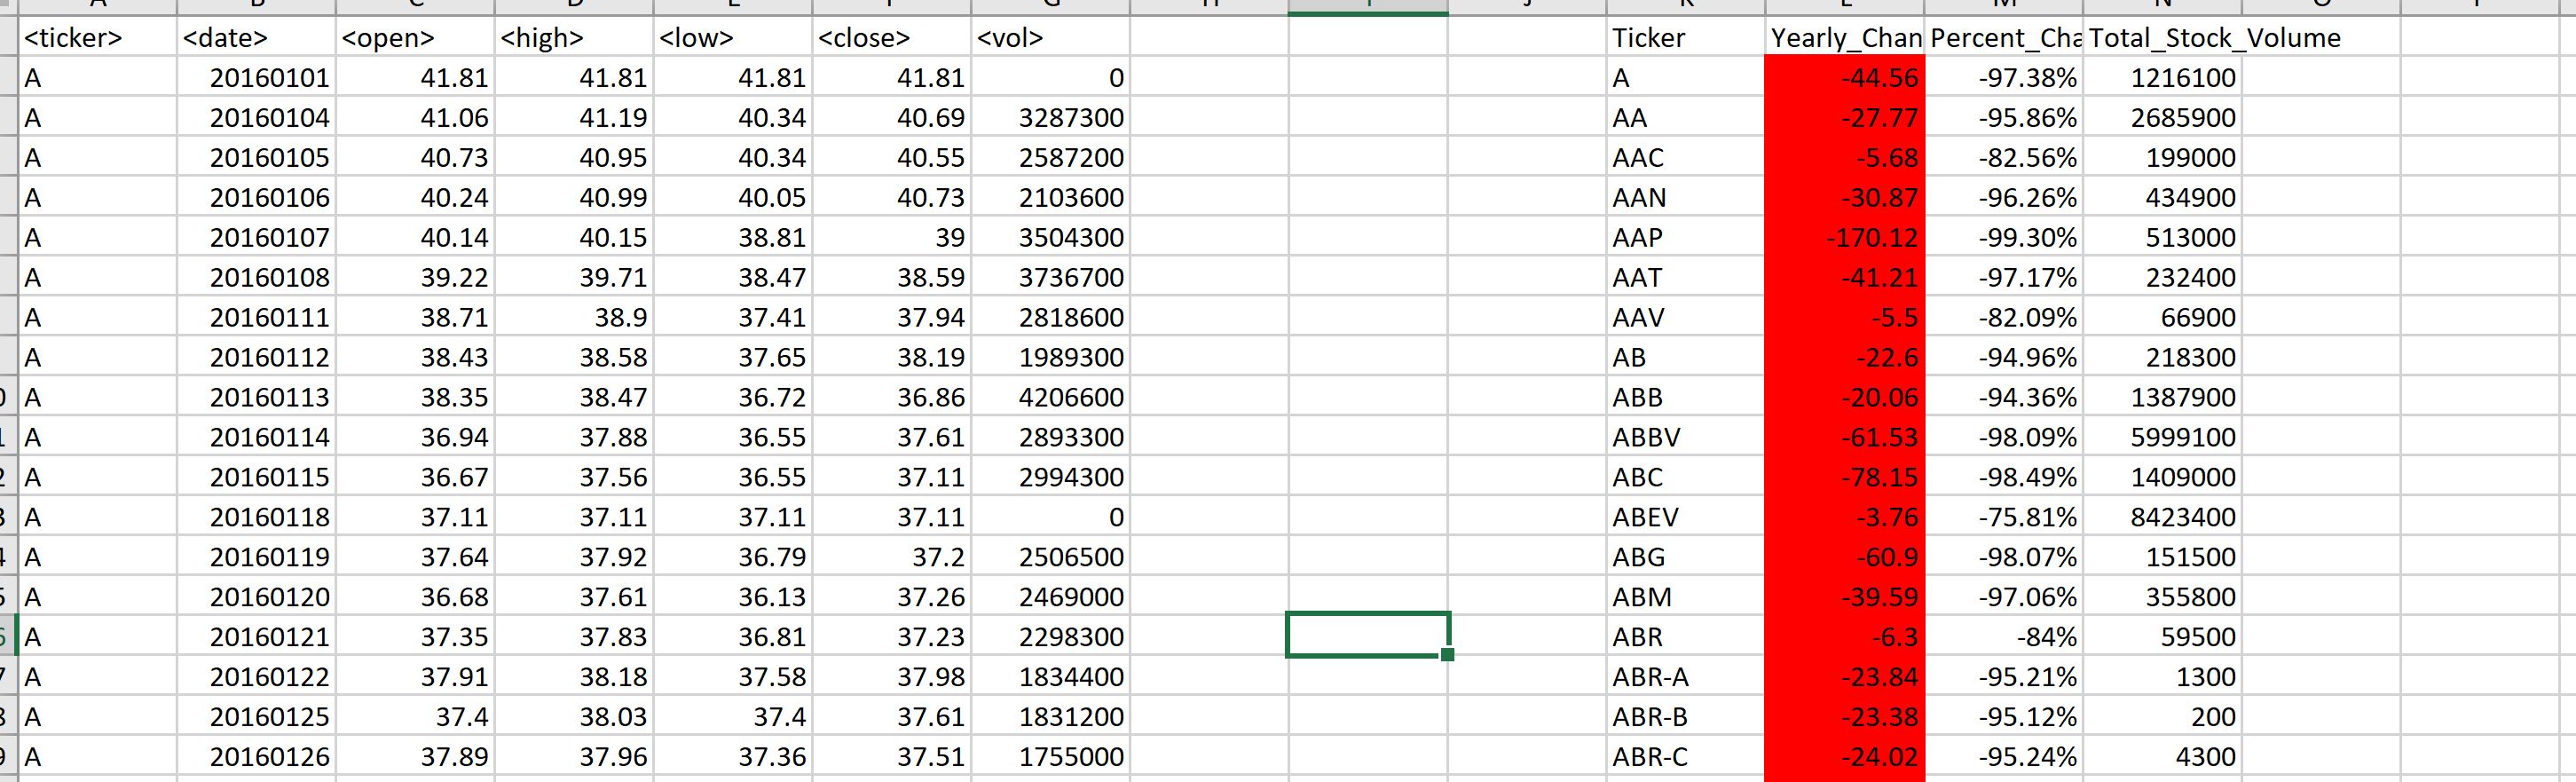 <ticker> <date> <open> <high> <low> <close> <vol> Ticker Yearly_Chan Percent_Cha Total_Stock_Volume
A 20160101 41.81 41.81 41.81 41.81 0 A -44.56 -97.38% 1216100
A 20160104 41.06 41.19 40.34 40.69 3287300 AA -27.77 -95.86% 2685900
A 20160105 40.73 40.95 40.34 40.55 2587200 AAC -5.68 -82.56% 199000
A 20160106 40.24 40.99 40.05 40.73 2103600 AAN -30.87 -96.26% 434900
A 20160107 40.14 40.15 38.81 39 3504300 AAP -170.12 -99.30% 513000
A 20160108 39.22 39.71 38.47 38.59 3736700 AAT -41.21 -97.17% 232400
A 20160111 38.71 38.9 37.41 37.94 2818600 AAV -5.5 -82.09% 66900
A 20160112 38.43 38.58 37.65 38.19 1989300 AB -22.6 -94.96% 218300
A 20160113 38.35 38.47 36.72 36.86 4206600 ABB -20.06 -94.36% 1387900
A 20160114 36.94 37.88 36.55 37.61 2893300 ABBV -61.53 -98.09% 5999100
A 20160115 36.67 37.56 36.55 37.11 2994300 ABC -78.15 -98.49% 1409000
A 20160118 37.11 37.11 37.11 37.11 0 ABEV -3.76 -75.81% 8423400
A 20160119 37.64 37.92 36.79 37.2 2506500 ABG -60.9 -98.07% 151500
A 20160120 36.68 37.61 36.13 37.26 2469000 ABM -39.59 -97.06% 355800
A 20160121 37.35 37.83 36.81 37.23 2298300 ABR -6.3 -84% 59500
A 20160122 37.91 38.18 37.58 37.98 1834400 ABR-A -23.84 -95.21% 1300
A 20160125 37.4 38.03 37.4 37.61 1831200 ABR-B -23.38 -95.12% 200
A 20160126 37.89 37.96 37.36 37.51 1755000 ABR-C -24.02 -95.24% 4300